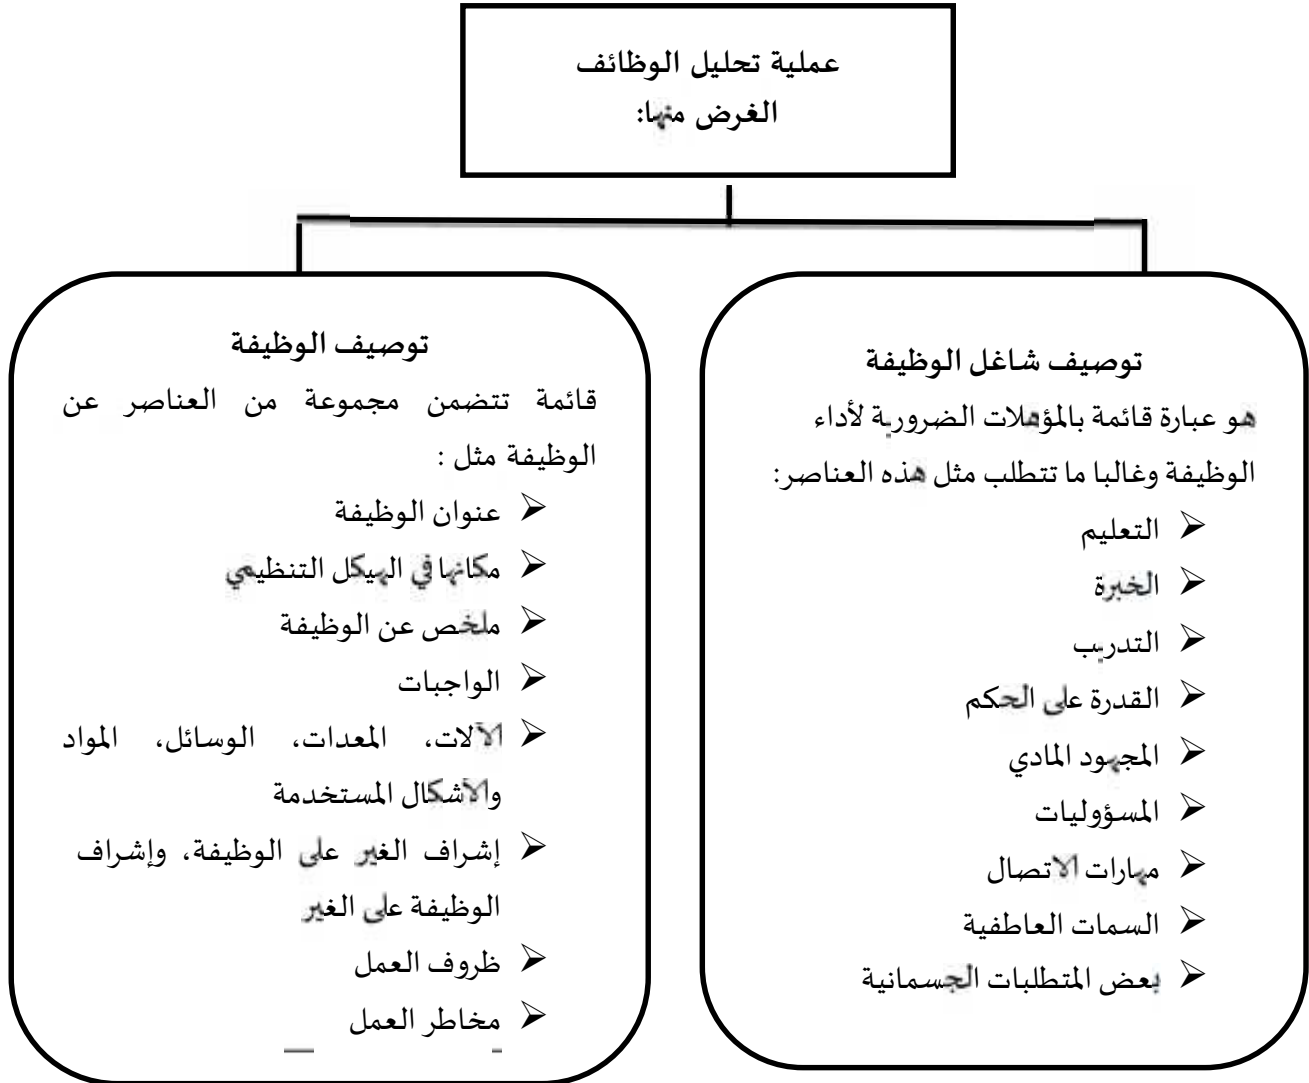 عملية تحليل الوظائف
الغرض منها:
توصيف شاغل الوظيفة
هو عبارة قائمة بالمؤهلات الضرورية لأداء
الوظيفة وغالبا ما تتطلب مثل هذه العناصر:
➢ التعليم
➢ الخبرة
➢ التدريب
➢ القدرة على الحكم
➢ المجهود المادي
➢ المسؤوليات
➢ مهارات الاتصال
➢ السمات العاطفية
➢ بعض المتطلبات الجسمانية
توصيف الوظيفة
قائمة تتضمن مجموعة من العناصر عن
الوظيفة مثل :
➢ عنوان الوظيفة
➢ مكانها في الهيكل التنظيمي
➢ ملخص عن الوظيفة
➢ الواجبات
➢ الآلات، المعدات، الوسائل، المواد
والأشكال المستخدمة
➢ إشراف الغير على الوظيفة، وإشراف
الوظيفة على الغير
➢ ظروف العمل
➢ مخاطر العمل